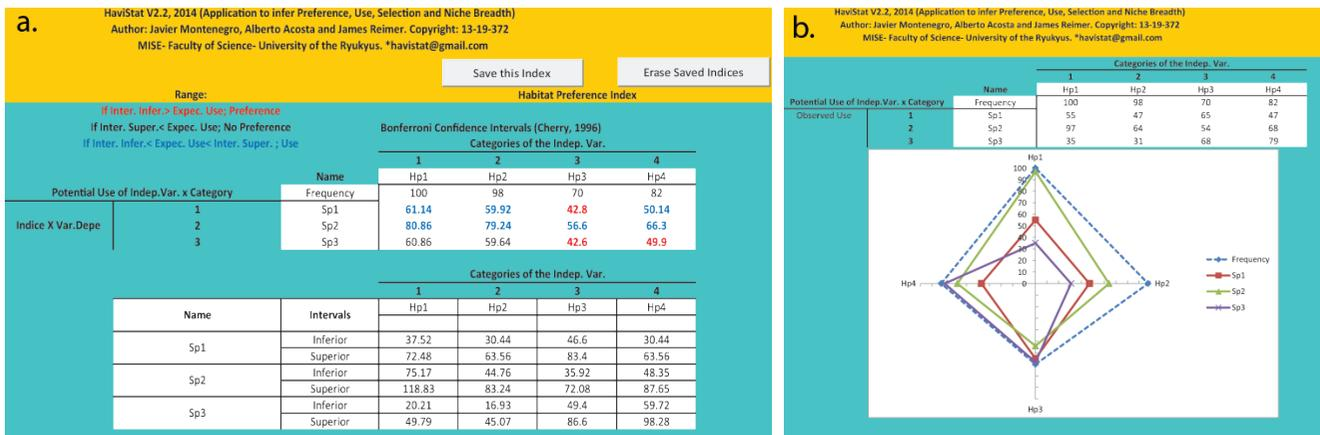 a.
HaviStat V2.2, 2014 (Application to infer Preference, Use, Selection and Niche Breadth)
Author: Javier Montenegro, Alberto Acosta and James Reimer. Copyright: 13-19-372
MISE- Faculty of Science- University of the Ryukyus. *havistat@gmail.com
Save this Index Erase Saved Indices
Range: Habitat Preference Index
If Inter. Infer.> Expec. Use; Preference
If Inter. Super.< Expec. Use; No Preference Bonferroni Confidence Intervals (Cherry, 1996)
If Inter. Infer.< Expec. Use< Inter. Super. ; Use Categories of the Indep. Var.
1 2 3 4
Name Hp1 Hp2 Hp3 Hp4
Potential Use of Indep.Var. x Category Frequency 100 98 70 82
1 Sp1 61.14 59.92 42.8 50.14
Indice X Var.Depe 2 Sp2 80.86 79.24 56.6 66.3
3 Sp3 60.86 59.64 42.6 49.9
Categories of the Indep. Var.
1 2 3 4
Name Intervals Hp1 Hp2 Hp3 Hp4
Sp1 Inferior 37.52 30.44 46.6 30.44
Superior 72.48 63.56 83.4 63.56
Sp2 Inferior 75.17 44.76 35.92 48.35
Superior 118.83 83.24 72.08 87.65
Sp3 Inferior 20.21 16.93 49.4 59.72
Superior 49.79 45.07 86.6 98.28
b.
HaviStat V2.2, 2014 (Application to infer Preference, Use, Selection and Niche Breadth)
Author: Javier Montenegro, Alberto Acosta and James Reimer. Copyright: 13-19-372
MISE- Faculty of Science- University of the Ryukyus. *havistat@gmail.com
Categories of the Indep. Var.
1 2 3 4
Name Hp1 Hp2 Hp3 Hp4
Potential Use of Indep.Var. x Category Frequency 100 98 70 82
Observed Use 1 Sp1 55 47 65 47
2 Sp2 97 64 54 68
3 Sp3 35 31 68 79
Hp1
100
90
80
70
60
50
40
30
20
10
0
Hp4 Hp2
Hp3
Frequency
Sp1
Sp2
Sp3